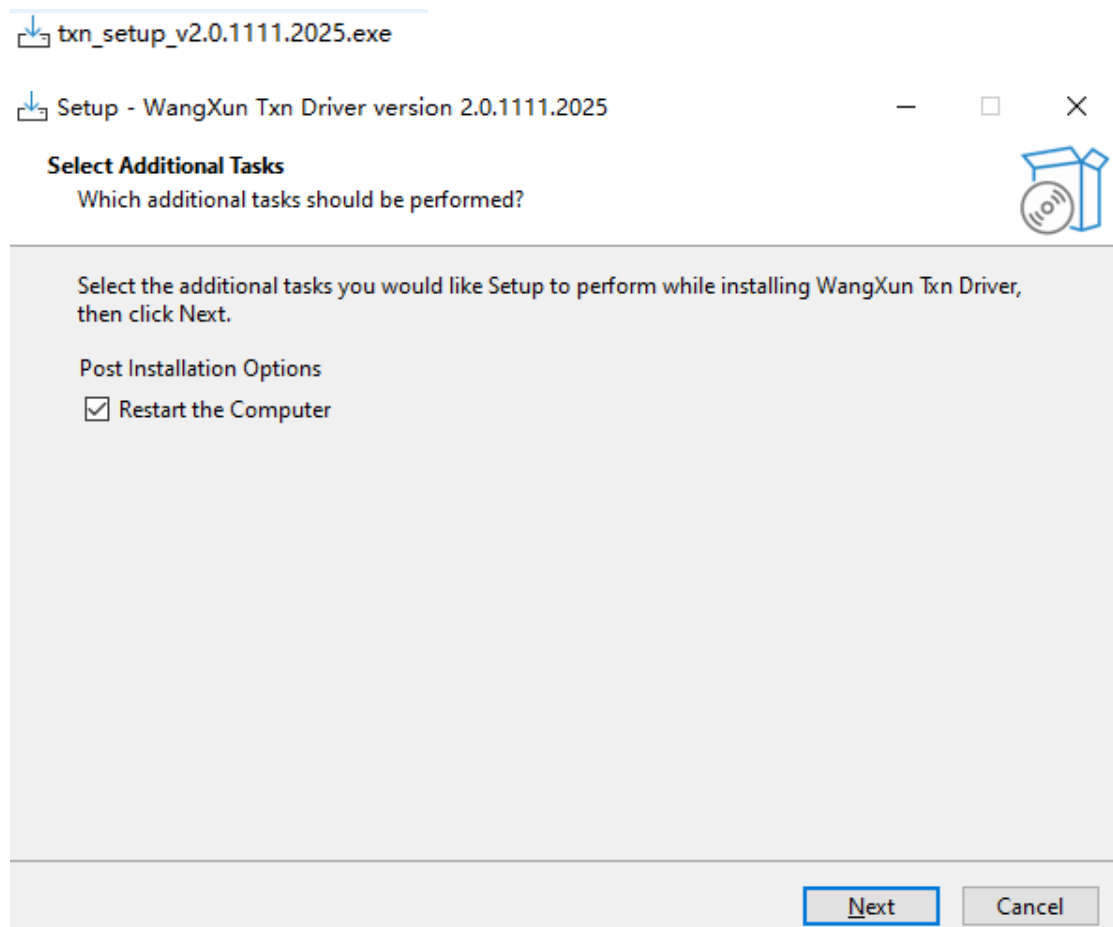 txn_setup_v2.0.1111.2025.exe
Setup - WangXun Txn Driver version 2.0.1111.2025
Select Additional Tasks
Which additional tasks should be performed?
Select the additional tasks you would like Setup to perform while installing WangXun Txn Driver,
then click Next.
Post Installation Options
Restart the Computer
Next
Cancel